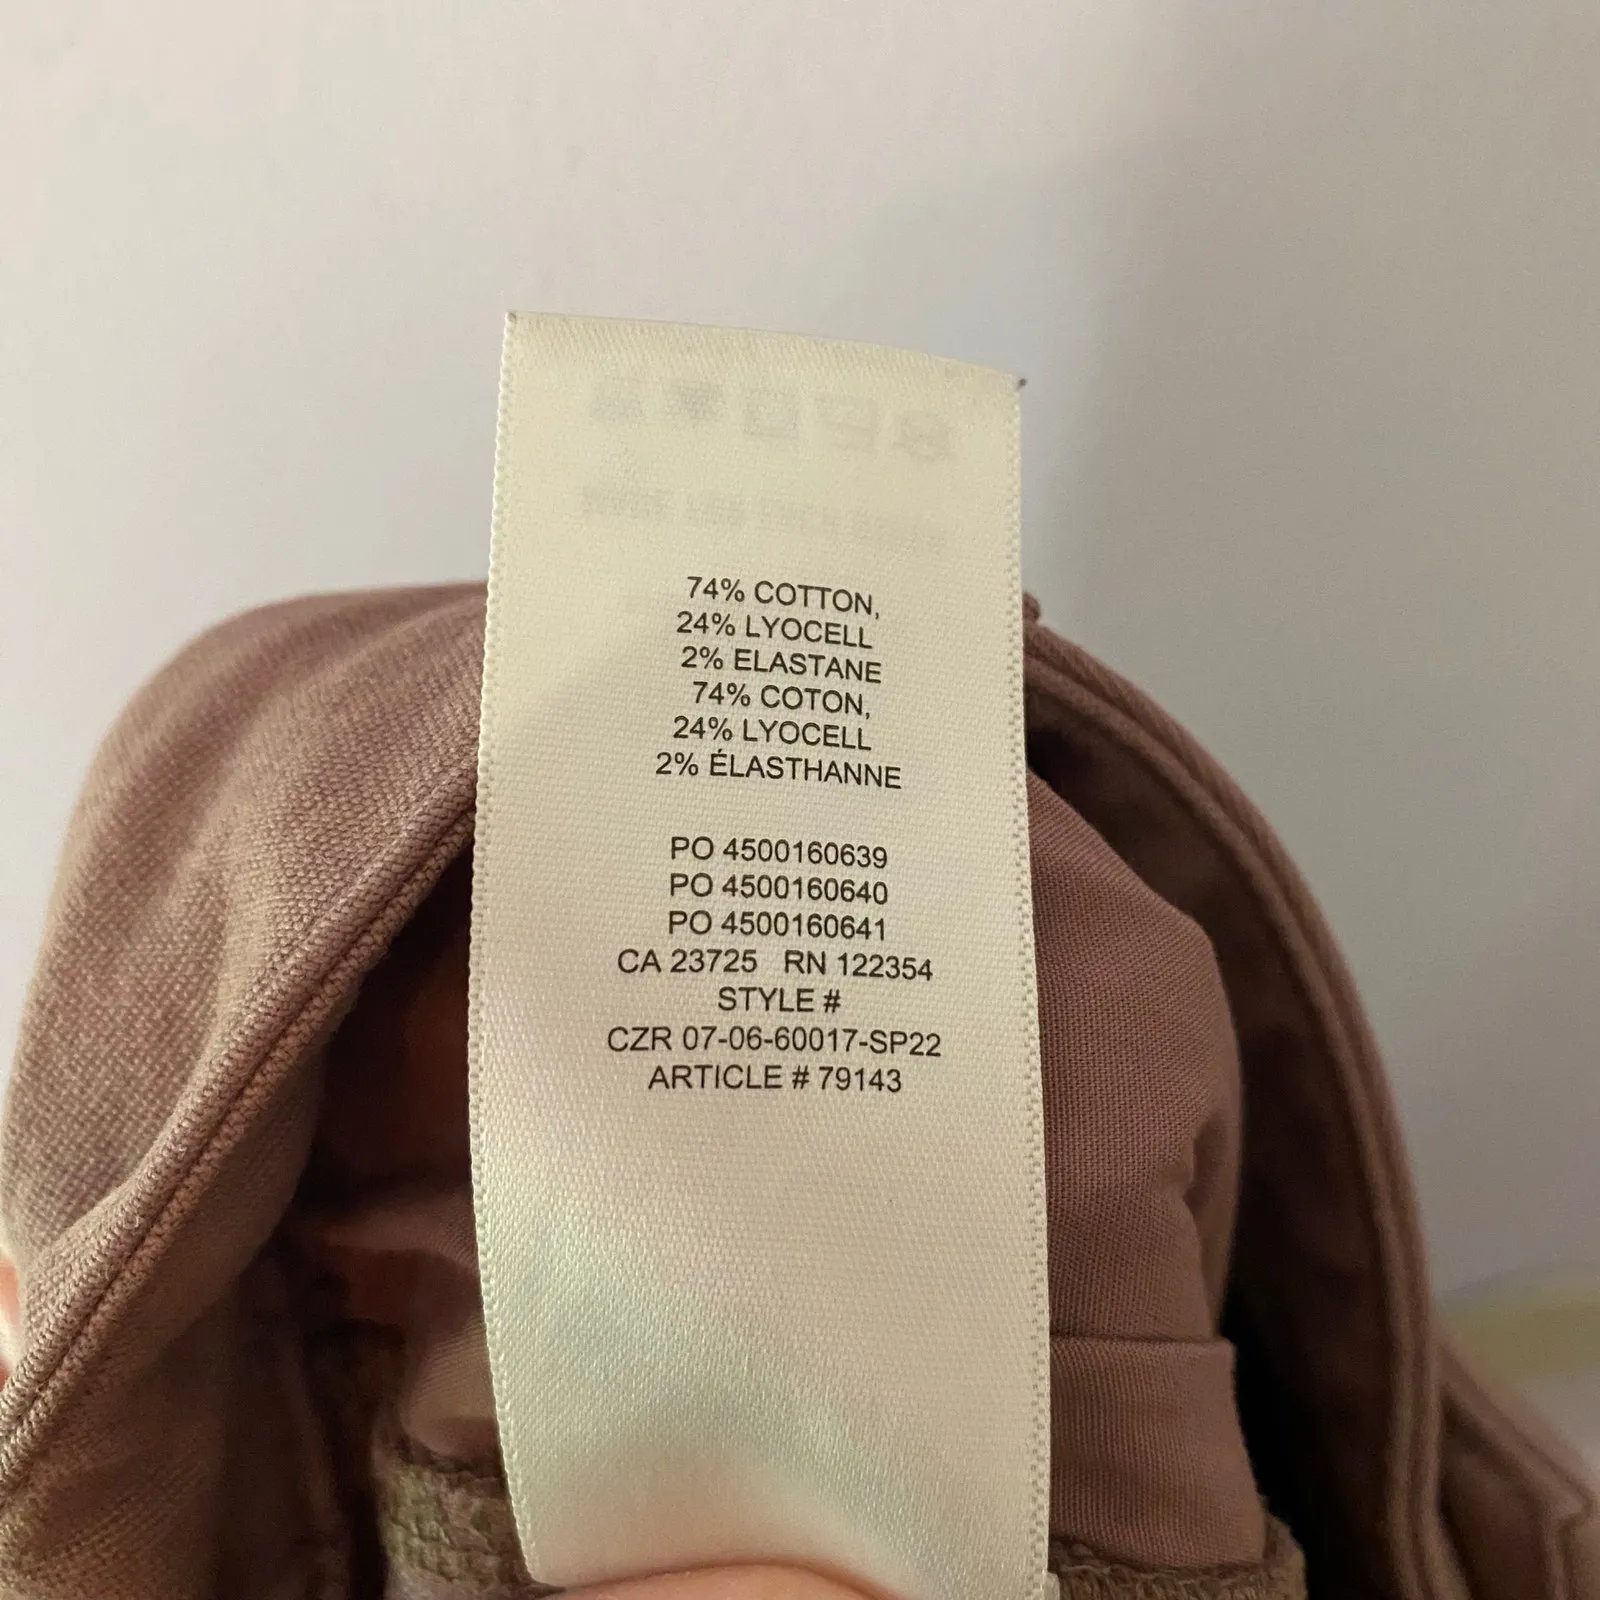 74% COTTON,
24% LYOCELL
2% ELASTANE
74% COTON,
24% LYOCELL
2% ÉLASTHANNE
PO 4500160639
PO 4500160640
PO 4500160641
CA 23725 RN 122354
STYLE #
CZR 07-06-60017-SP22
ARTICLE # 79143